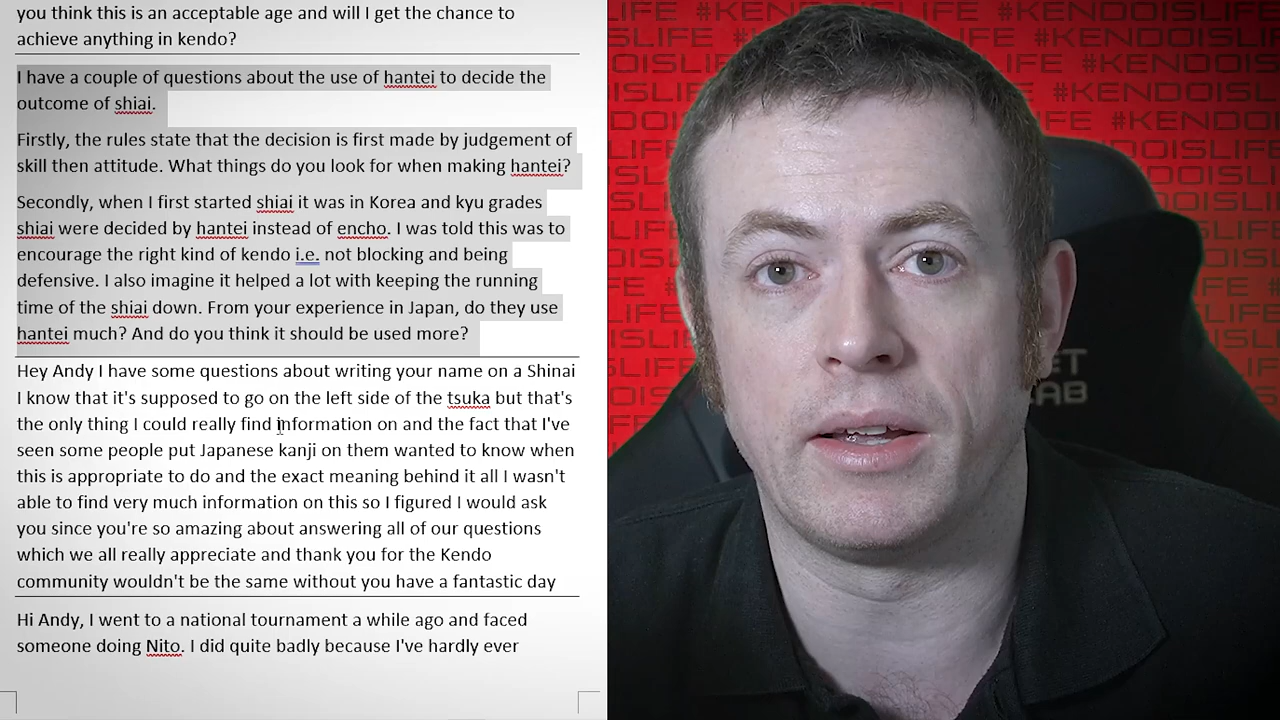 you think this is an acceptable age and will I get the chance to
achieve anything in kendo?
I have a couple of questions about the use of hantei to decide the
outcome of shiai.
Firstly, the rules state that the decision is first made by judgement of
skill then attitude. What things do you look for when making hantei?
Secondly, when I first started shiai it was in Korea and kyu grades
shiai were decided by hantei instead of encho. I was told this was to
encourage the right kind of kendo i.e. not blocking and being
defensive. I also imagine it helped a lot with keeping the running
time of the shiai down. From your experience in Japan, do they use
hantei much? And do you think it should be used more?
Hey Andy I have some questions about writing your name on a Shinai
I know that it's supposed to go on the left side of the tsuka but that's
the only thing I could really find information on and the fact that I've
seen some people put Japanese kanji on them wanted to know when
this is appropriate to do and the exact meaning behind it all I wasn't
able to find very much information on this so I figured I would ask
you since you're so amazing about answering all of our questions
which we all really appreciate and thank you for the Kendo
community wouldn't be the same without you have a fantastic day
Hi Andy, I went to a national tournament a while ago and faced
someone doing Nito. I did quite badly because I've hardly ever
#KENDOISLIFE